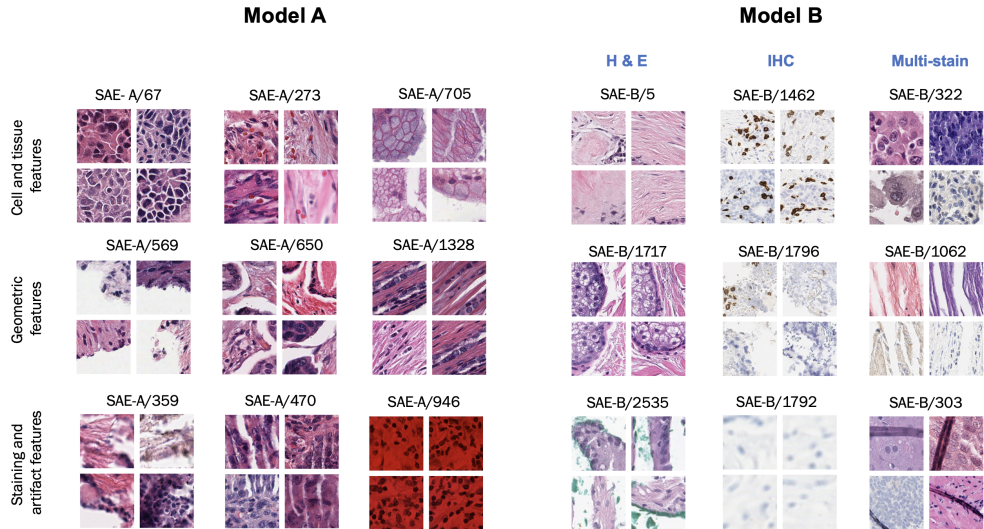 Model A
Model B
H & E
IHC
Multi-stain
Cell and tissue
features
SAE- A/67
SAE-A/273
SAE-A/705
SAE-B/5
SAE-B/1462
SAE-B/322
Geometric
features
SAE-A/569
SAE-A/650
SAE-A/1328
SAE-B/1717
SAE-B/1796
SAE-B/1062
Staining and
artifact features
SAE-A/359
SAE-A/470
SAE-A/946
SAE-B/2535
SAE-B/1792
SAE-B/303